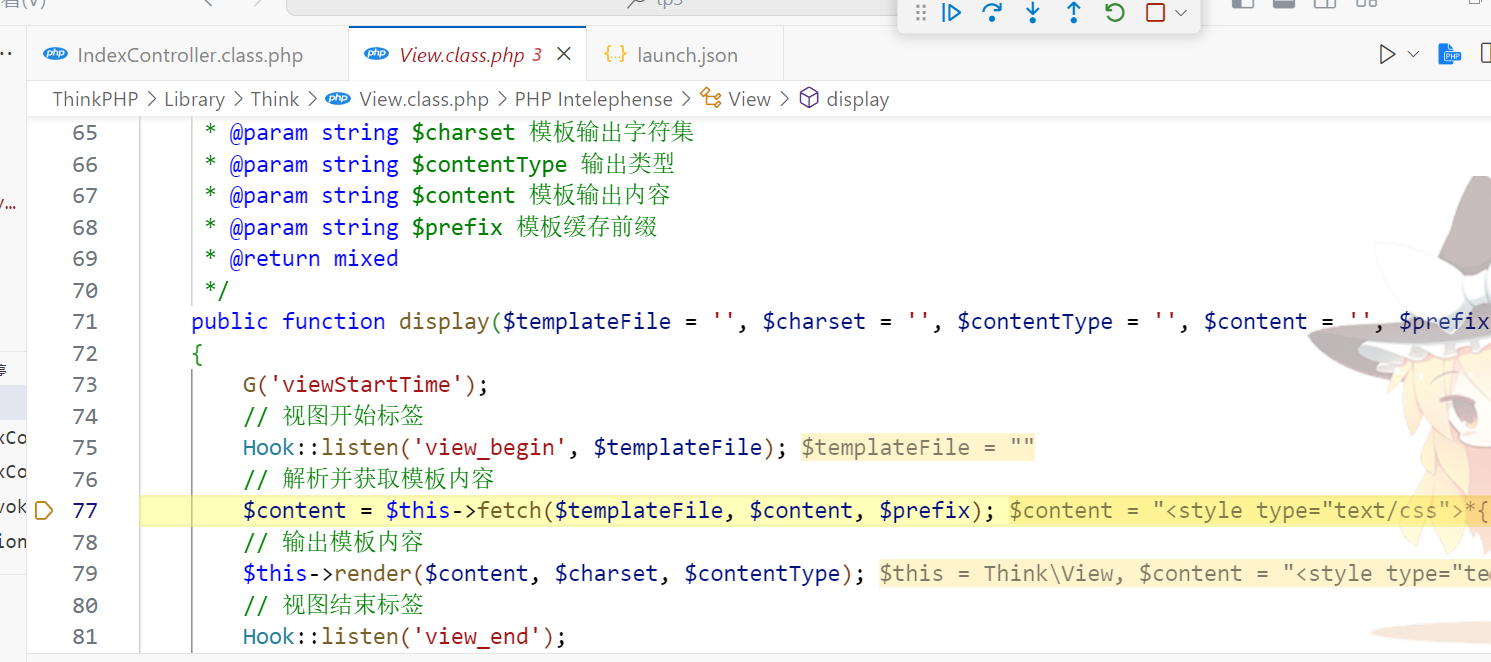 IndexController.class.php View.class.php 3 launch.json
ThinkPHP > Library > Think > View.class.php > PHP Intelephense > View > display
65 * @param string $charset 模板输出字符集
66 * @param string $contentType 输出类型
67 * @param string $content 模板输出内容
68 * @param string $prefix 模板缓存前缀
69 * @return mixed
70 */
71 public function display($templateFile = '', $charset = '', $contentType = '', $content = '', $prefix
72 {
73 G('viewStartTime');
74 // 视图开始标签
75 Hook::listen('view_begin', $templateFile); $templateFile = ""
76 // 解析并获取模板内容
77 $content = $this->fetch($templateFile, $content, $prefix); $content = "<style type="text/css">*{
78 // 输出模板内容
79 $this->render($content, $charset, $contentType); $this = Think\View, $content = "<style type="te
80 // 视图结束标签
81 Hook::listen('view_end');